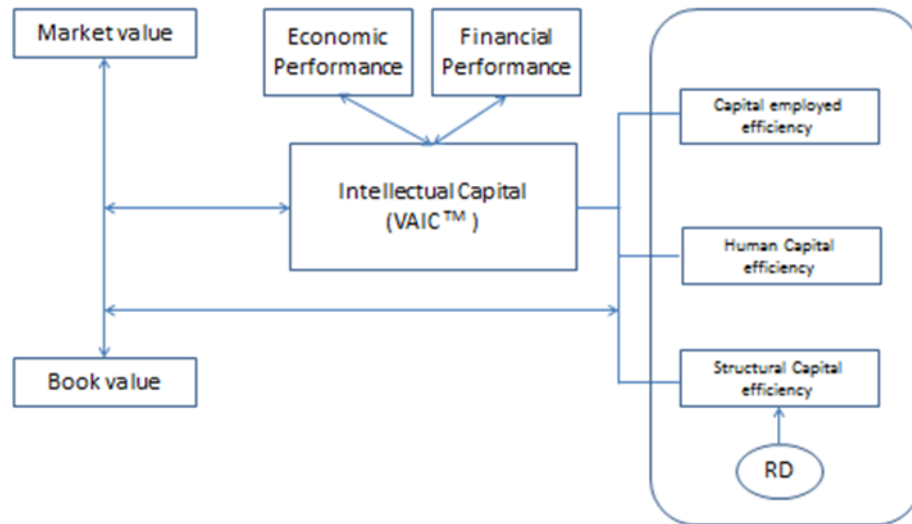 Market value
Economic
Performance
Financial
Performance
Capital employed
efficiency
Intellectual Capital
(VAIC™ )
Human Capital
efficiency
Book value
Structural Capital
efficiency
RD